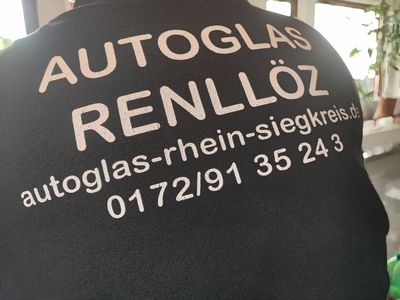 AUTOGLAS
RENLLÖZ
autoglas-rhein-siegkreis.de
0172/91 35 24 3